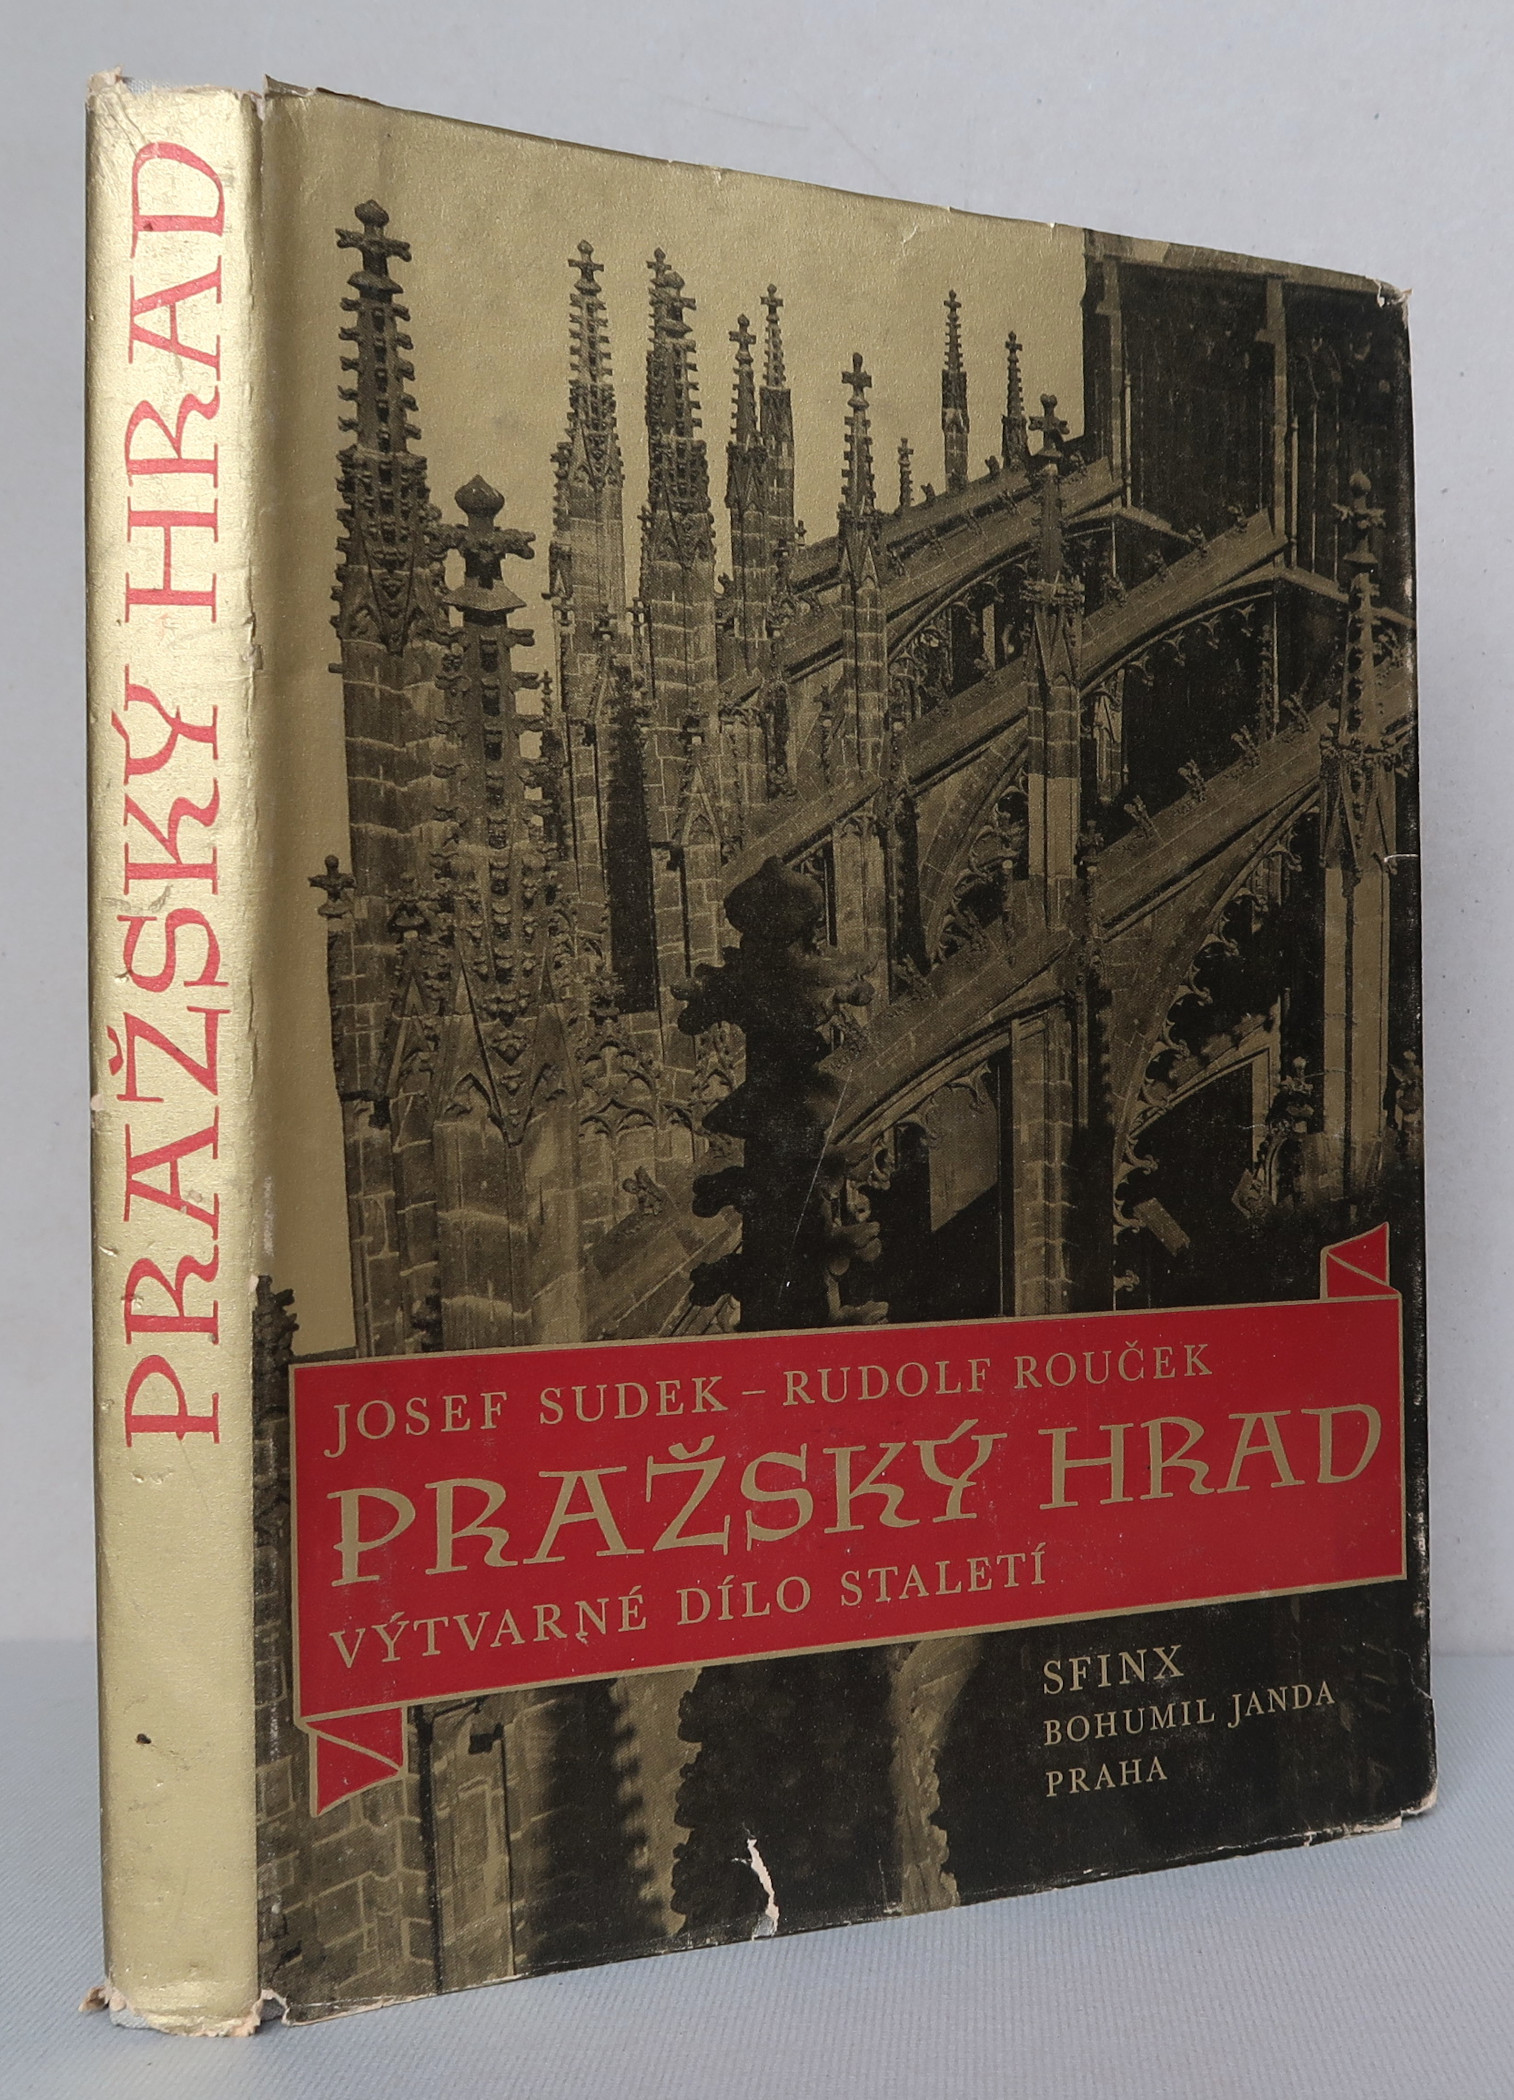 PRAŽSKÝ HRAD
JOSEF SUDEK – RUDOLF ROUČEK
PRAŽSKÝ HRAD
VÝTVARNÉ DÍLO STALETÍ
SFINX
BOHUMIL JANDA
PRAHA